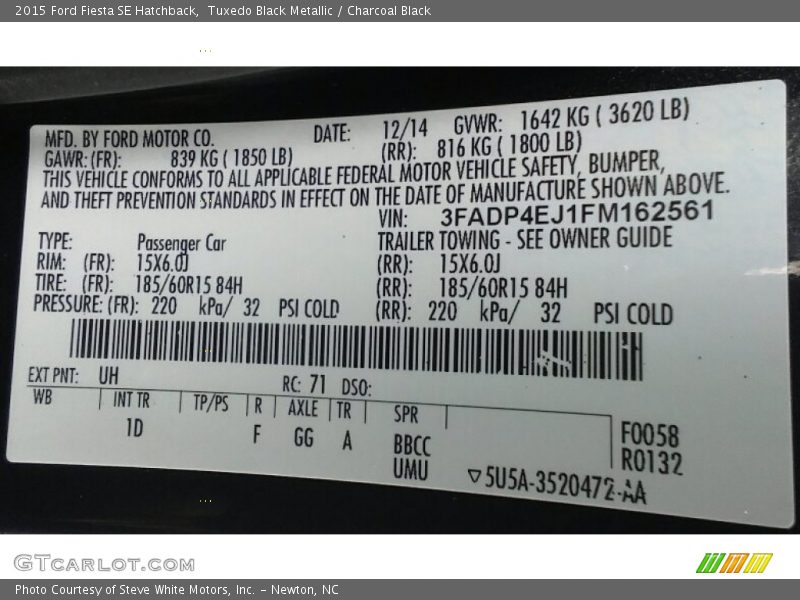 2015 Ford Fiesta SE Hatchback,  Tuxedo Black Metallic / Charcoal Black
MFD. BY FORD MOTOR CO. DATE: 12/14 GVWR: 1642 KG ( 3620 LB)
GAWR: (FR): 839 KG ( 1850 LB) (RR): 816 KG ( 1800 LB)
THIS VEHICLE CONFORMS TO ALL APPLICABLE FEDERAL MOTOR VEHICLE SAFETY, BUMPER,
AND THEFT PREVENTION STANDARDS IN EFFECT ON THE DATE OF MANUFACTURE SHOWN ABOVE.
VIN: 3FADP4EJ1FM162561
TYPE: Passenger Car TRAILER TOWING - SEE OWNER GUIDE
RIM: (FR): 15X6.0J (RR): 15X6.0J
TIRE: (FR): 185/60R15 84H (RR): 185/60R15 84H
PRESSURE: (FR): 220 kPa/ 32 PSI COLD (RR): 220 kPa/ 32 PSI COLD
EXT PNT: UH RC: 71 DSO:
WB INT TR TP/PS R AXLE TR SPR F0058
1D F GG A BBCC R0132
UMU ▽5U5A-3520472-AA
GTCARLOT.COM
Photo Courtesy of Steve White Motors, Inc. - Newton, NC